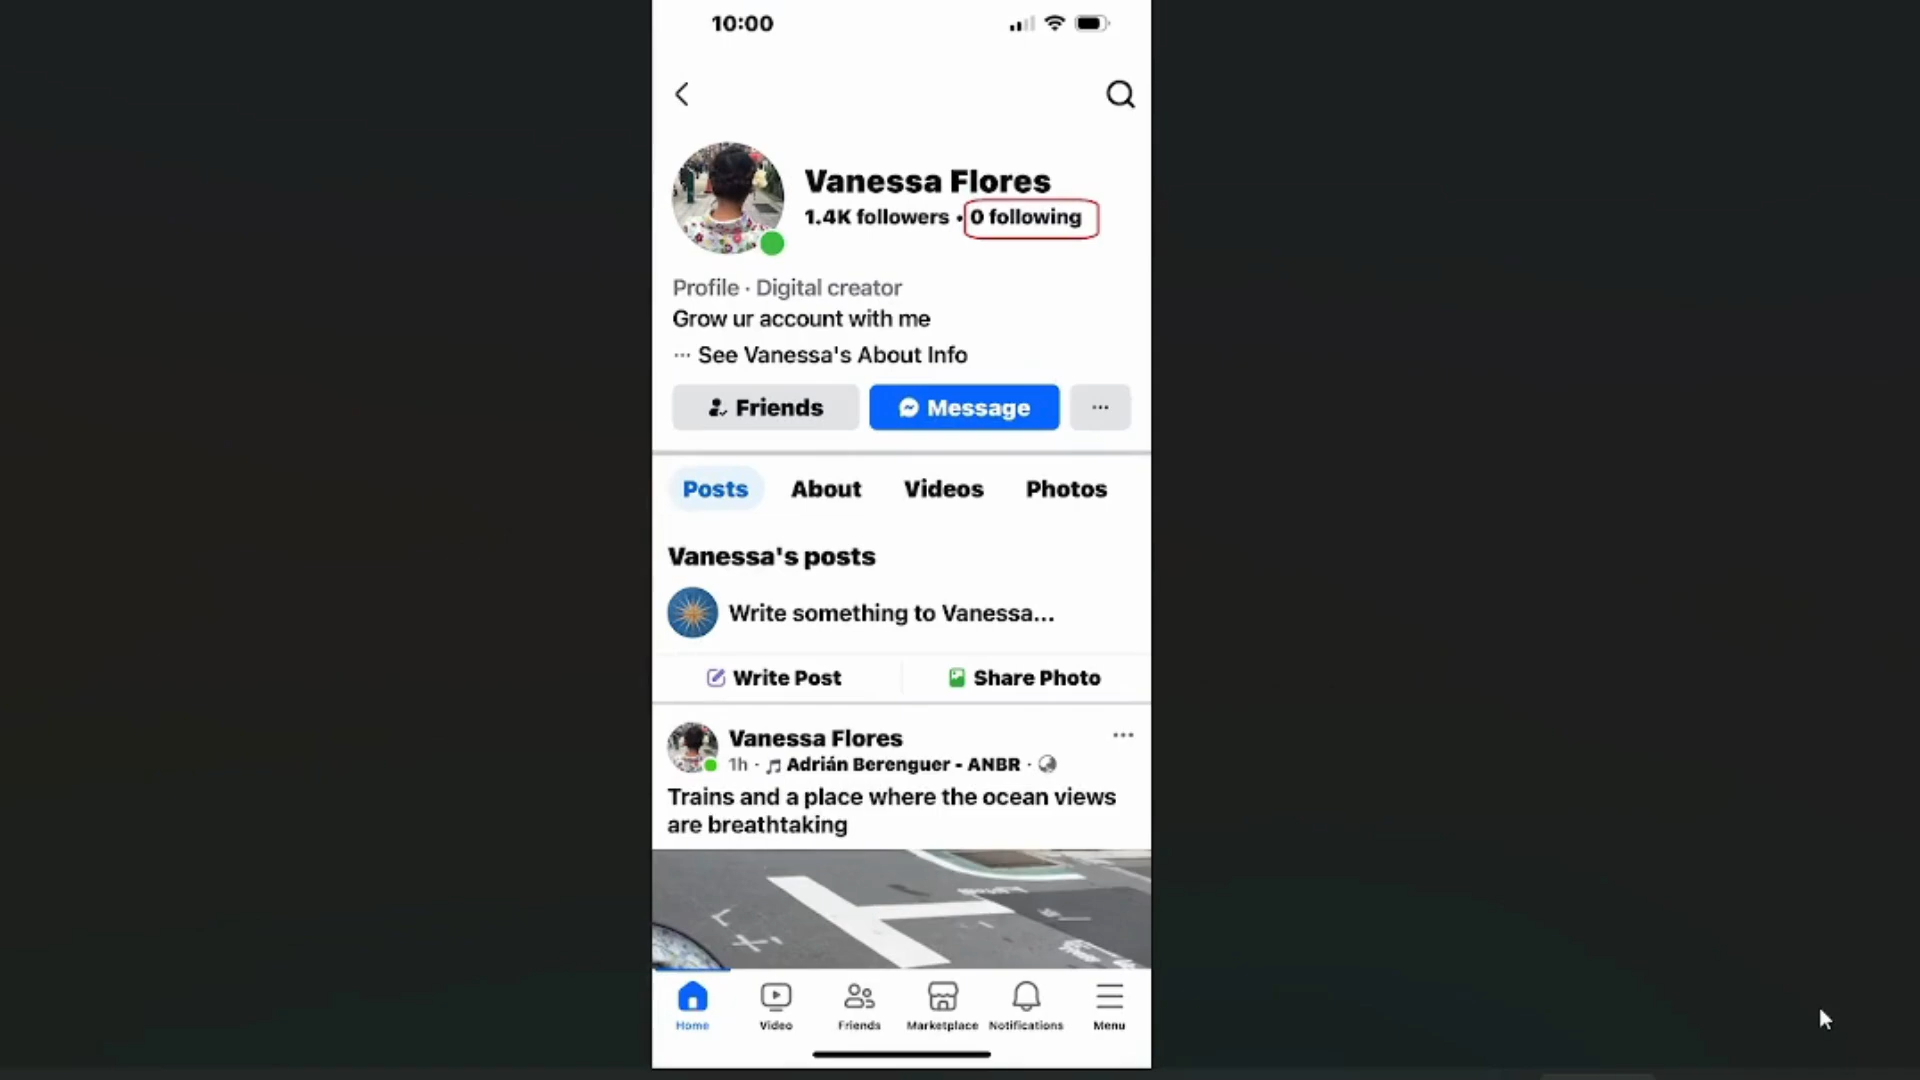 10:00
Vanessa Flores
1.4K followers • 0 following
Profile · Digital creator
Grow ur account with me
··· See Vanessa's About Info
Friends
Message
Posts
About
Videos
Photos
Vanessa's posts
Write something to Vanessa...
Write Post
Share Photo
Vanessa Flores
1h · Adrián Berenguer - ANBR ·
Trains and a place where the ocean views
are breathtaking
Home
Video
Friends
Marketplace
Notifications
Menu